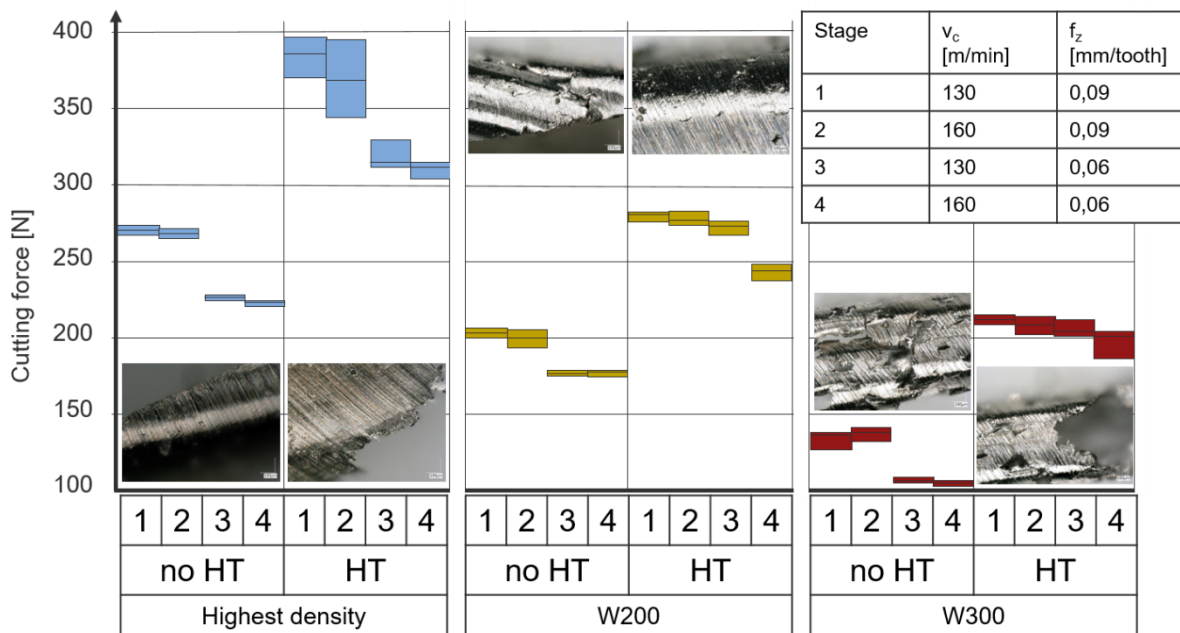 Cutting force [N]
400
350
300
250
200
150
100
Stage v_c [m/min] f_z [mm/tooth]
1 130 0,09
2 160 0,09
3 130 0,06
4 160 0,06
1 2 3 4 1 2 3 4 1 2 3 4 1 2 3 4 1 2 3 4 1 2 3 4
no HT HT no HT HT no HT HT
Highest density W200 W300